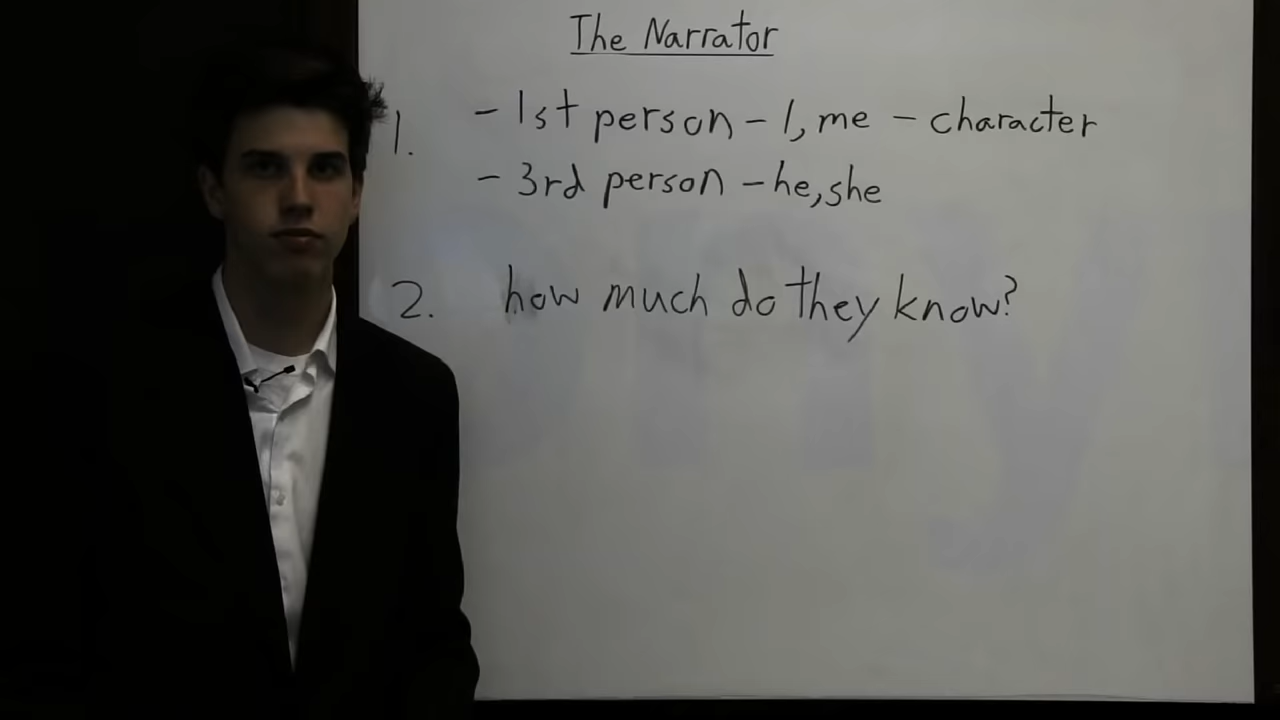 The Narrator
1. - 1st person - I, me - character
- 3rd person - he, she
2. how much do they know?